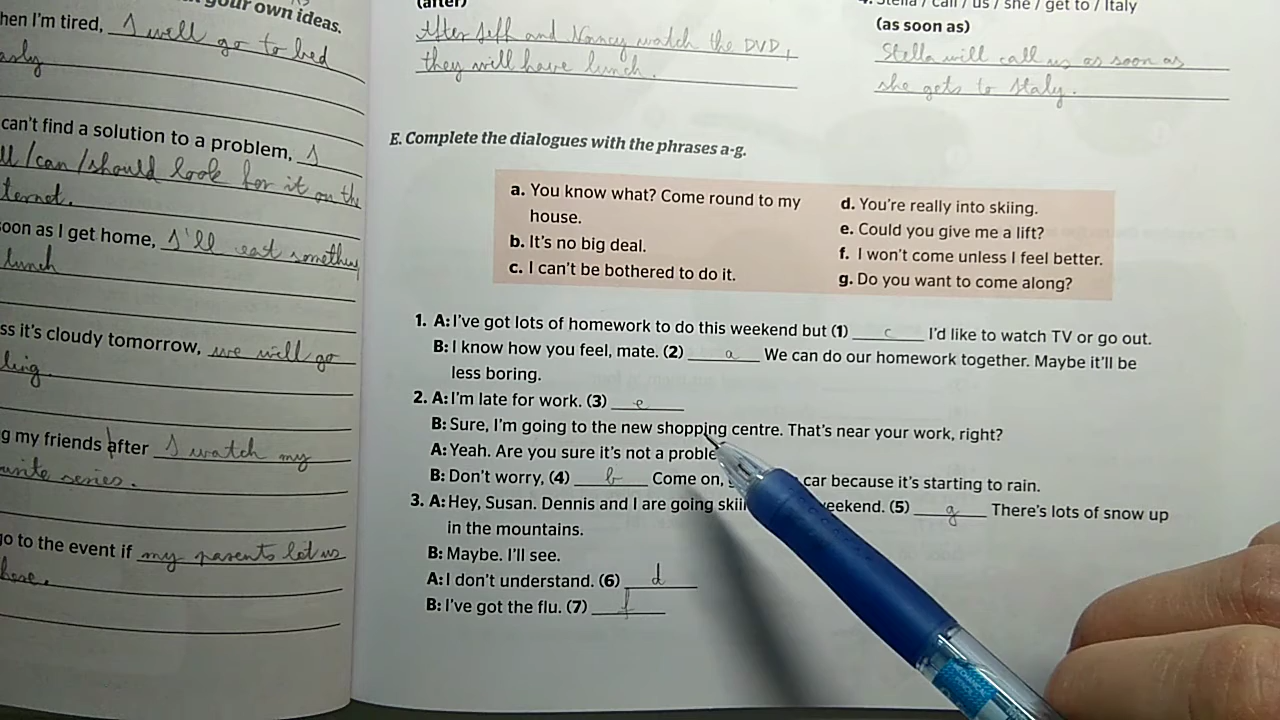 your own ideas.
hen I'm tired, I will go to bed
early
can't find a solution to a problem, I
ll/can/should look for it on the
ternet.
soon as I get home, I'll eat something
lunch
ss it's cloudy tomorrow, we will go
ling.
g my friends after I watch my
urite series.
go to the event if my parents let us
here.
(after)
After Jeff and Nancy watch the DVD,
they will have lunch.
4. Stella / call / us / she / get to / Italy
(as soon as)
Stella will call us as soon as
she gets to Italy.
E. Complete the dialogues with the phrases a-g.
a. You know what? Come round to my
house.
b. It's no big deal.
c. I can't be bothered to do it.
d. You're really into skiing.
e. Could you give me a lift?
f. I won't come unless I feel better.
g. Do you want to come along?
1. A: I've got lots of homework to do this weekend but (1) c I'd like to watch TV or go out.
B: I know how you feel, mate. (2) a We can do our homework together. Maybe it'll be
less boring.
2. A: I'm late for work. (3) e
B: Sure, I'm going to the new shopping centre. That's near your work, right?
A: Yeah. Are you sure it's not a proble
B: Don't worry, (4) b Come on, car because it's starting to rain.
3. A: Hey, Susan. Dennis and I are going skii eekend. (5) g There's lots of snow up
in the mountains.
B: Maybe. I'll see.
A: I don't understand. (6) d
B: I've got the flu. (7) f